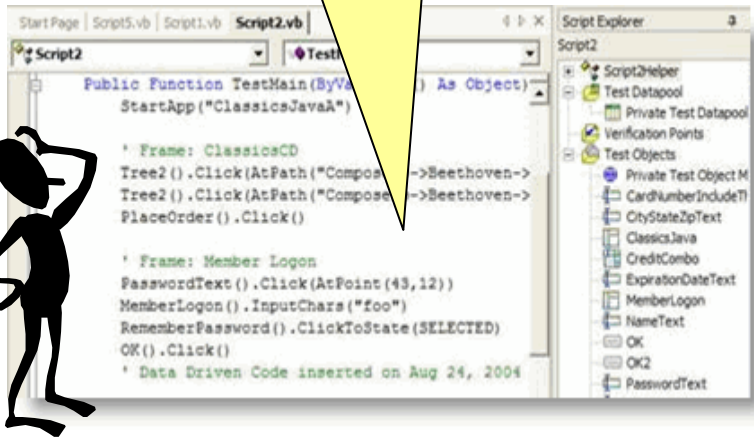 Start Page | Script5.vb | Script1.vb Script2.vb
Script Explorer
Script2
Script2
Public Function TestMain( As Object)
StartApp("ClassicsJavaA")
' Frame: ClassicsCD
Tree2().Click(AtPath("Compose ->Beethoven->
Tree2().Click(AtPath("Compose ->Beethoven->
PlaceOrder().Click()
' Frame: Member Logon
PasswordText().Click(AtPoint(43,12))
MemberLogon().InputChars("foo")
RememberPassword().ClickToState(SELECTED)
OK().Click()
' Data Driven Code inserted on Aug 24, 2004
Script2Helper
Test Datapool
Private Test Datapool
Verification Points
Test Objects
Private Test Object M
CardNumberIncludeTh
CityStateZipText
ClassicsJava
CreditCombo
ExpirationDateText
MemberLogon
NameText
OK
OK2
PasswordText